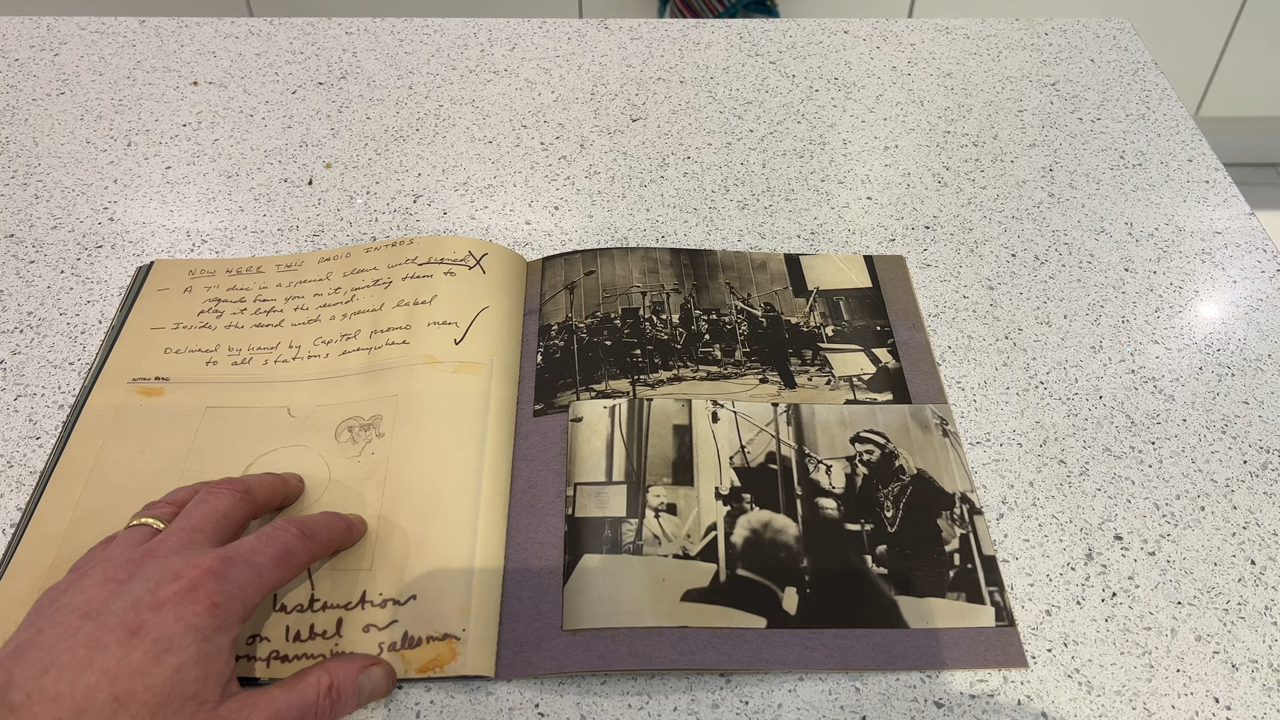 NOW HERE THIS RADIO INTROS.
— A 7" disc in a special sleeve with signed X
regards from you on it, inviting them to
play it before the record...
— Inside, the record with a special label
Delivered by hand by Capitol promo men ✓
to all stations everywhere
Instructions
on label or
salesman.